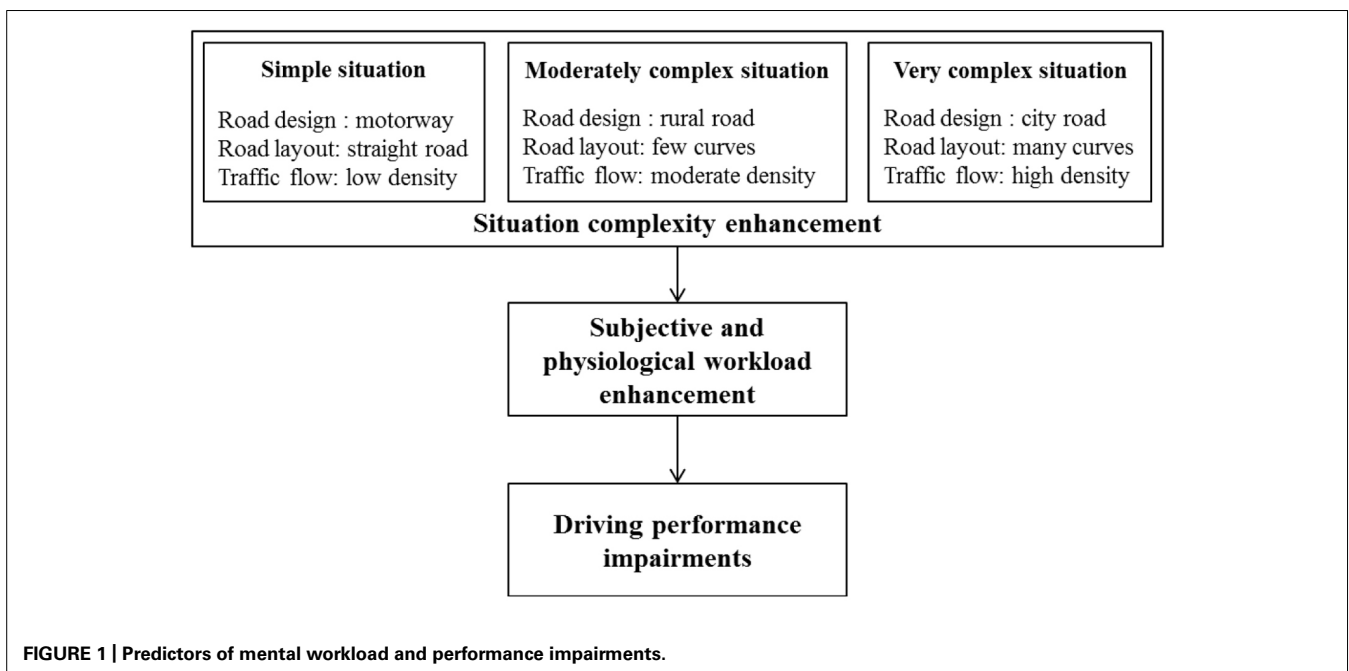 Simple situation
Road design : motorway
Road layout: straight road
Traffic flow: low density
Moderately complex situation
Road design : rural road
Road layout: few curves
Traffic flow: moderate density
Very complex situation
Road design : city road
Road layout: many curves
Traffic flow: high density
Situation complexity enhancement
Subjective and
physiological workload
enhancement
Driving performance
impairments
FIGURE 1 | Predictors of mental workload and performance impairments.